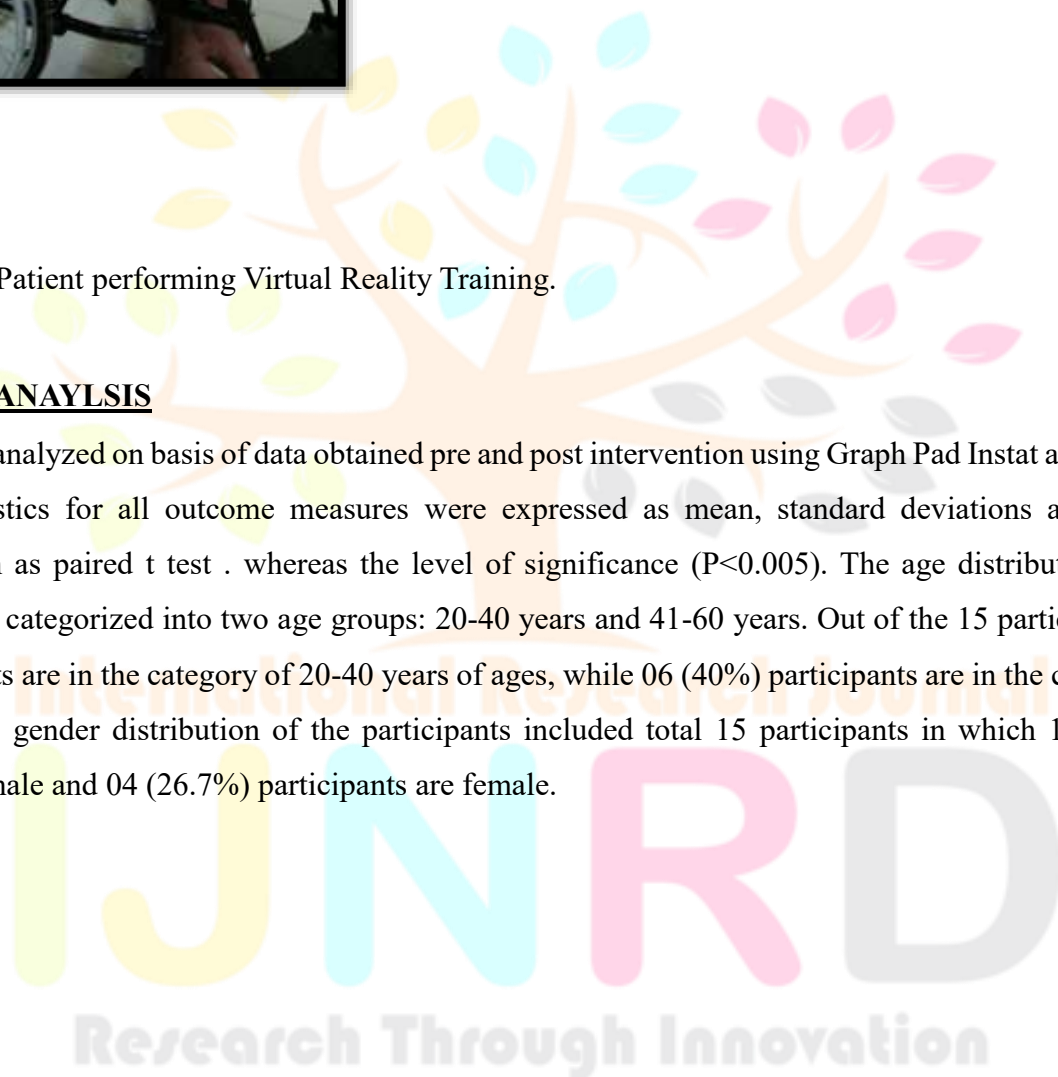 Patient performing Virtual Reality Training.
ANAYLSIS
analyzed on basis of data obtained pre and post intervention using Graph Pad Instat a
stics for all outcome measures were expressed as mean, standard deviations a
as paired t test . whereas the level of significance (P<0.005). The age distribut
categorized into two age groups: 20-40 years and 41-60 years. Out of the 15 partic
ts are in the category of 20-40 years of ages, while 06 (40%) participants are in the c
International Research Journal
gender distribution of the participants included total 15 participants in which 1
male and 04 (26.7%) participants are female.
IJNRD
Research Through Innovation